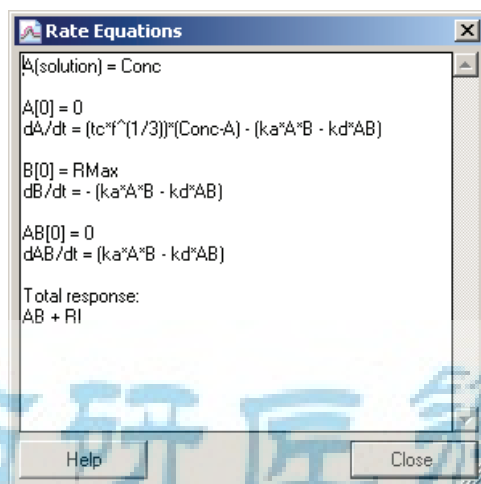 Rate Equations
A(solution) = Conc
A[0] = 0
dA/dt = (tc*f^(1/3))*(Conc-A) - (ka*A*B - kd*AB)
B[0] = RMax
dB/dt = - (ka*A*B - kd*AB)
AB[0] = 0
dAB/dt = (ka*A*B - kd*AB)
Total response:
AB + RI
Help
Close